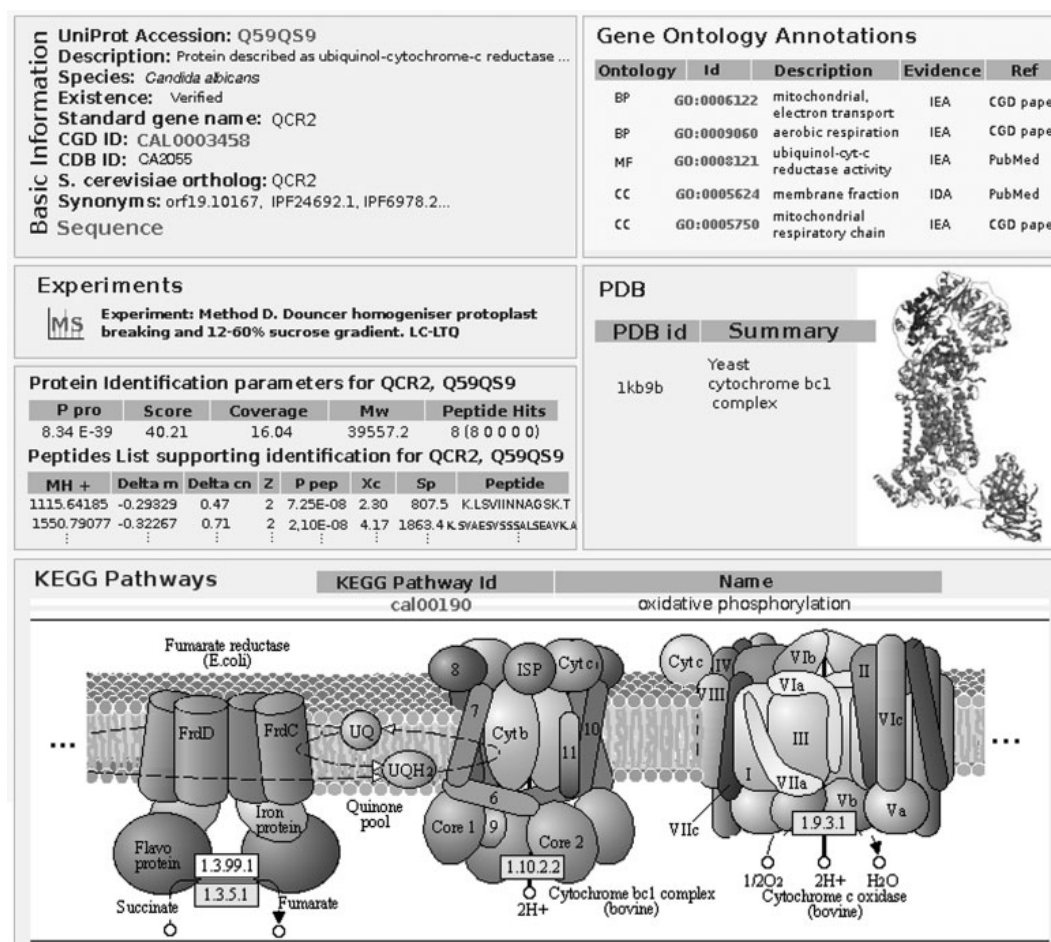 Basic Information
UniProt Accession: Q59QS9
Description: Protein described as ubiquinol-cytochrome-c reductase ...
Species: Candida albicans
Existence: Verified
Standard gene name: QCR2
CGD ID: CAL0003458
CDB ID: CA2055
S. cerevisiae ortholog: QCR2
Synonyms: orf19.10167, IPF24692.1, IPF6978.2...
Sequence
Gene Ontology Annotations
Ontology Id Description Evidence Ref
BP GO:0006122 mitochondrial, electron transport IEA CGD pape
BP GO:0009060 aerobic respiration IEA CGD pape
MF GO:0008121 ubiquinol-cyt-c reductase activity IEA PubMed
CC GO:0005624 membrane fraction IDA PubMed
CC GO:0005750 mitochondrial respiratory chain IEA CGD pape
Experiments
MS
Experiment: Method D. Douncer homogeniser protoplast
breaking and 12-60% sucrose gradient. LC-LTQ
PDB
PDB id Summary
1kb9b Yeast
cytochrome bc1
complex
Protein Identification parameters for QCR2, Q59QS9
P pro Score Coverage Mw Peptide Hits
8.34 E-39 40.21 16.04 39557.2 8 (8 0 0 0 0)
Peptides List supporting identification for QCR2, Q59QS9
MH + Delta m Delta cn Z P pep Xc Sp Peptide
1115.64185 -0.29329 0.47 2 7.25E-08 2.30 807.5 K.LSVIINNAGSK.T
1550.79077 -0.32267 0.71 2 2,10E-08 4.17 1863.4 K.SVAESVSSSALSEAVK.A
KEGG Pathways
KEGG Pathway Id Name
cal00190 oxidative phosphorylation
Fumarate reductase
(E.coli)
8 ISP Cytc1
Cytc IV VIb II
VIII VIa
7 10 VIc
... FrdD FrdC UQ Cytb 11 III ...
UQH2 I VIIa
6
Quinone
pool
Iron
protein
Core 1 9 Core 2
VIIc Vb Va
Flavo
protein
1.3.99.1
1.3.5.1
1.10.2.2
1.9.3.1
Succinate Fumarate
2H+
Cytochrome bc1 complex
(bovine)
1/2O2 2H+ H2O
Cytochrome c oxidase
(bovine)